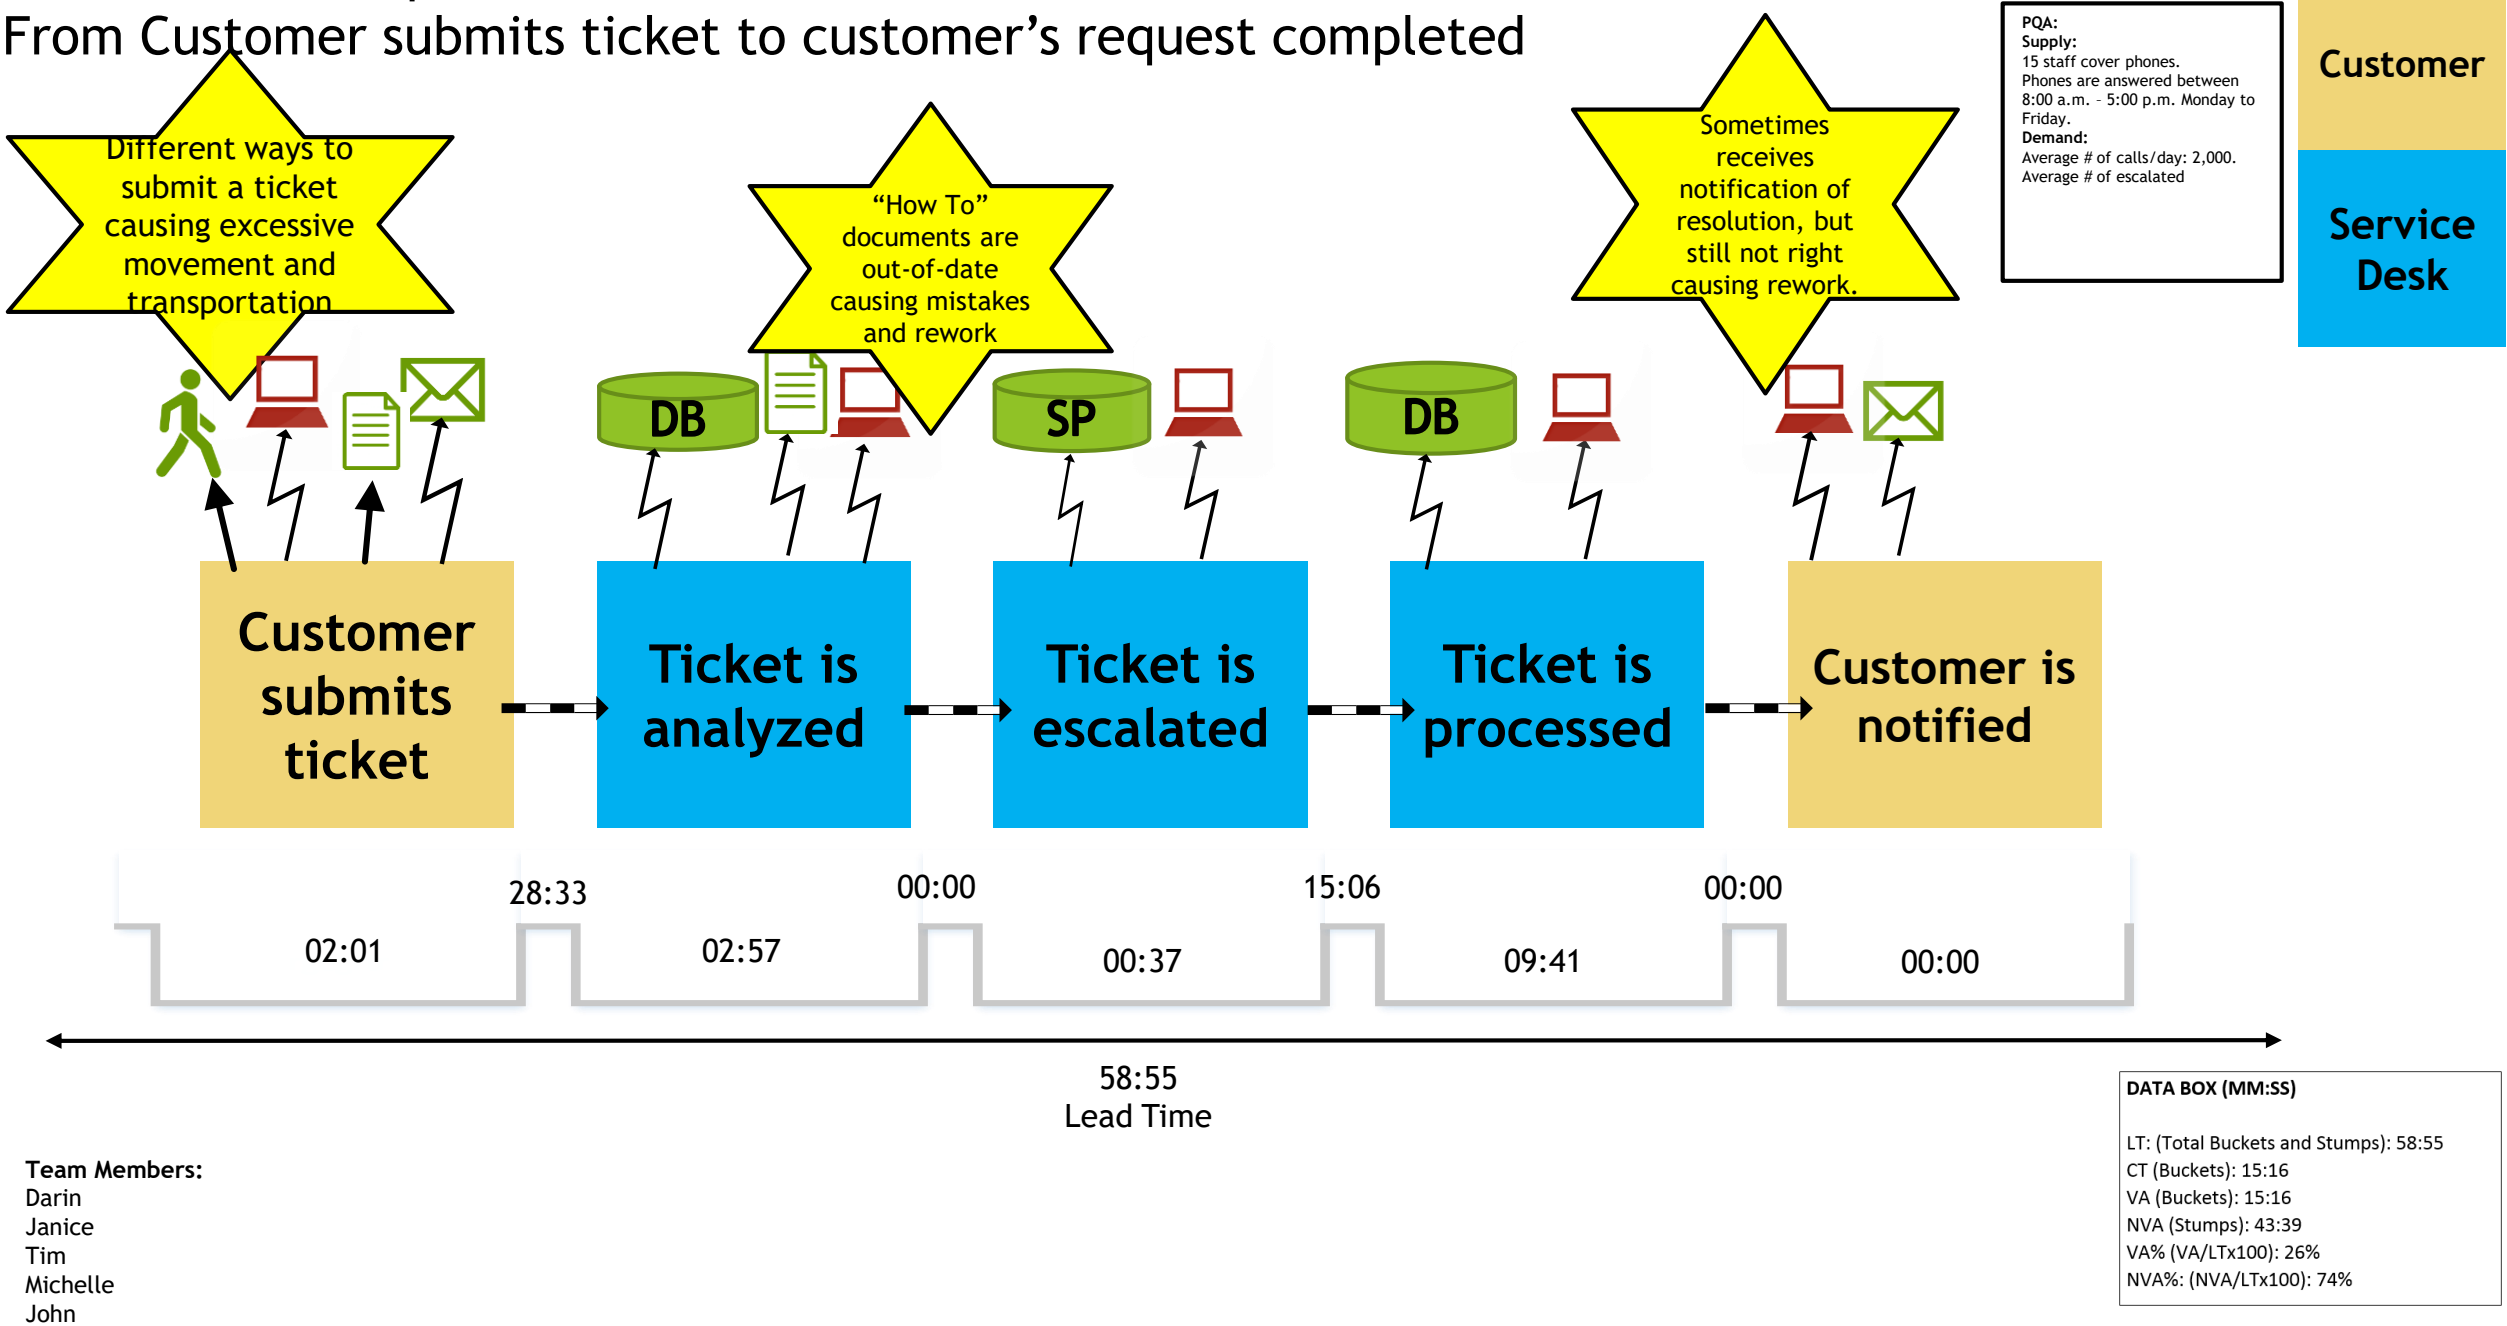 From Customer submits ticket to customer’s request completed
Different ways to
submit a ticket
causing excessive
movement and
transportation
“How To”
documents are
out-of-date
causing mistakes
and rework
Sometimes
receives
notification of
resolution, but
still not right
causing rework.
PQA:
Supply:
15 staff cover phones.
Phones are answered between
8:00 a.m. – 5:00 p.m. Monday to
Friday.
Demand:
Average # of calls/day: 2,000.
Average # of escalated
Customer
Service
Desk
DB
SP
DB
Customer
submits
ticket
Ticket is
analyzed
Ticket is
escalated
Ticket is
processed
Customer is
notified
28:33
00:00
15:06
00:00
02:01
02:57
00:37
09:41
00:00
58:55
Lead Time
Team Members:
Darin
Janice
Tim
Michelle
John
DATA BOX (MM:SS)
LT: (Total Buckets and Stumps): 58:55
CT (Buckets): 15:16
VA (Buckets): 15:16
NVA (Stumps): 43:39
VA% (VA/LTx100): 26%
NVA%: (NVA/LTx100): 74%